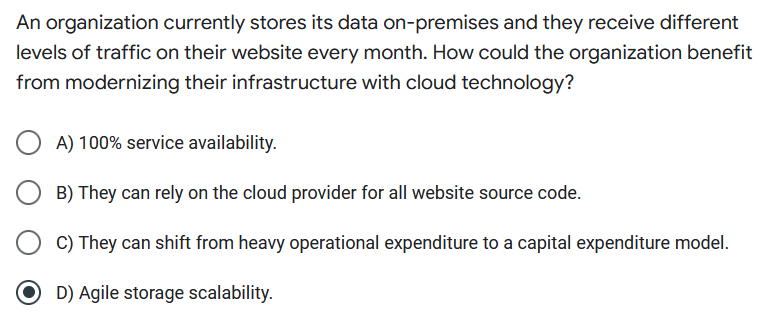 An organization currently stores its data on-premises and they receive different
levels of traffic on their website every month. How could the organization benefit
from modernizing their infrastructure with cloud technology?
A) 100% service availability.
B) They can rely on the cloud provider for all website source code.
C) They can shift from heavy operational expenditure to a capital expenditure model.
D) Agile storage scalability.